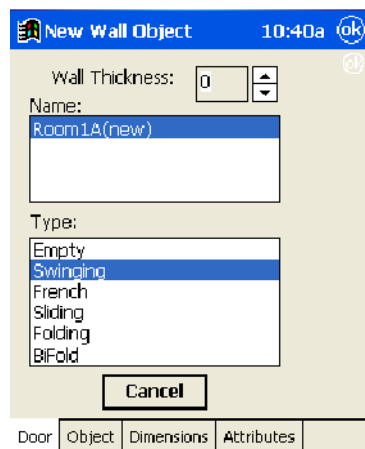 New Wall Object 10:40a ok
ok
Wall Thickness: 0
Name:
Room1A(new)
Type:
Empty
Swinging
French
Sliding
Folding
BiFold
Cancel
Door Object Dimensions Attributes